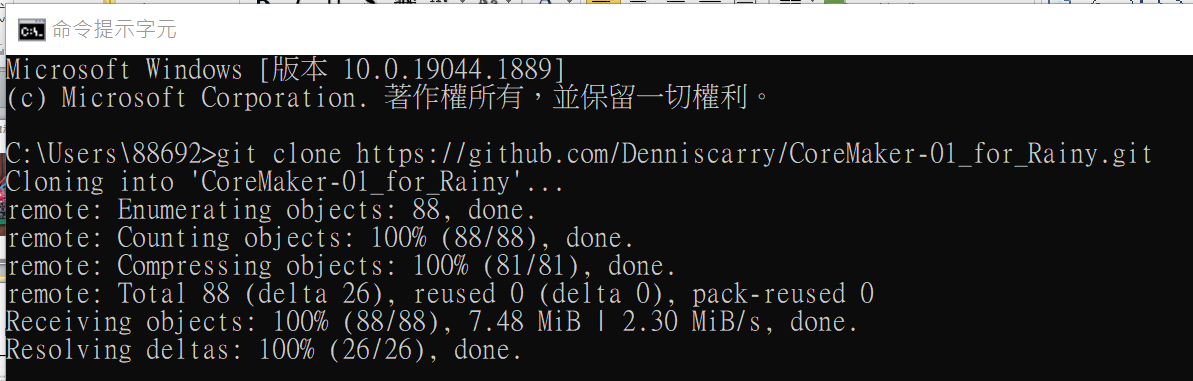 命令提示字元
Microsoft Windows [版本 10.0.19044.1889]
(c) Microsoft Corporation. 著作權所有，並保留一切權利。
C:\Users\88692>git clone https://github.com/Denniscarry/CoreMaker-01_for_Rainy.git
Cloning into 'CoreMaker-01_for_Rainy'...
remote: Enumerating objects: 88, done.
remote: Counting objects: 100% (88/88), done.
remote: Compressing objects: 100% (81/81), done.
remote: Total 88 (delta 26), reused 0 (delta 0), pack-reused 0
Receiving objects: 100% (88/88), 7.48 MiB | 2.30 MiB/s, done.
Resolving deltas: 100% (26/26), done.